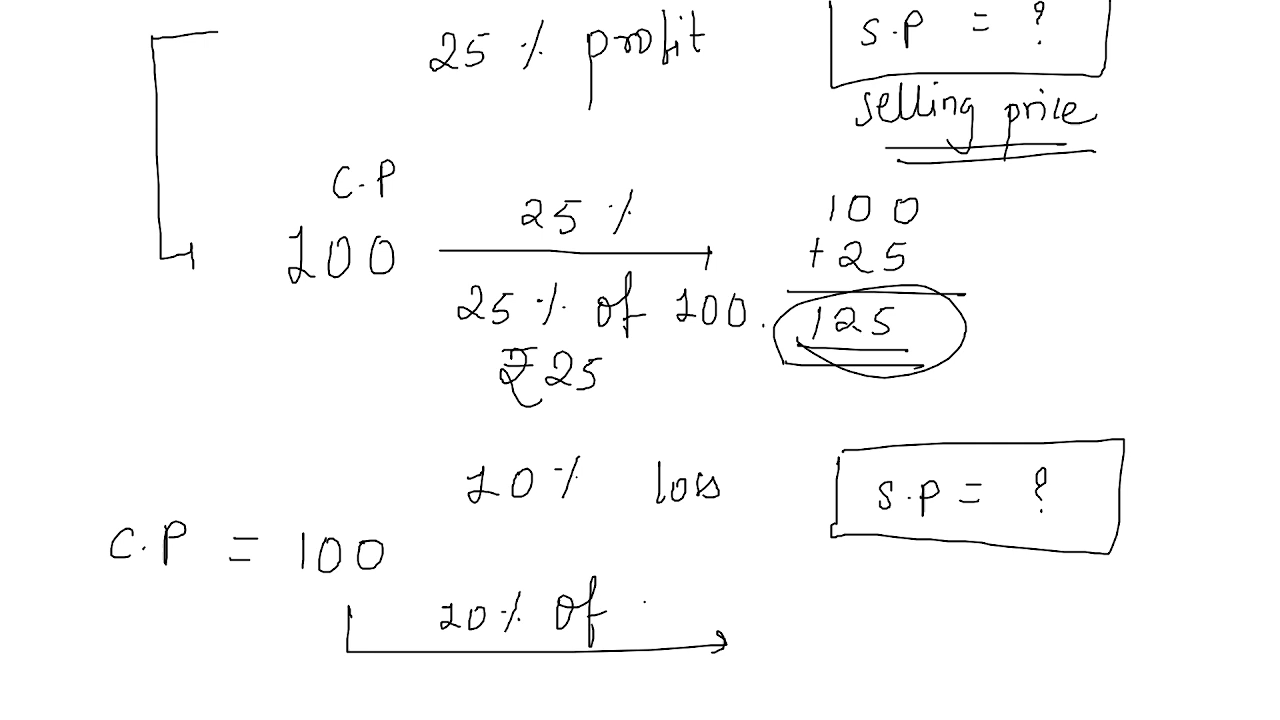 25 % profit
S.P = ?
selling price
C.P
100
25 %
25 % of 100.
₹25
100
+25
125
10% loss
S.P = ?
C.P = 100
10% of